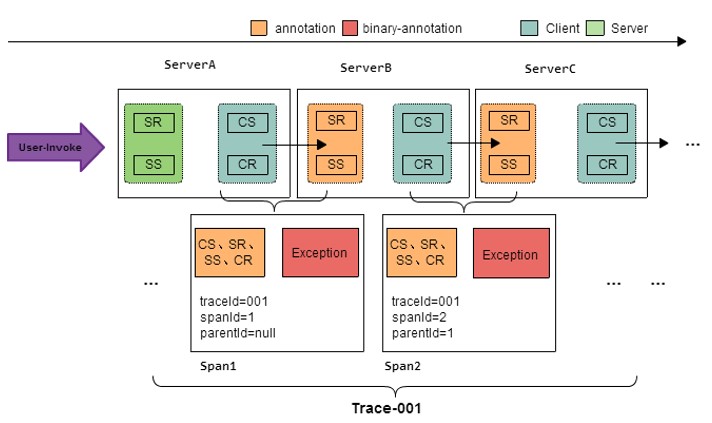 annotation
binary-annotation
Client
Server
ServerA
ServerB
ServerC
User-Invoke
SR
CS
SR
CS
SR
CS
...
SS
CR
SS
CR
SS
CR
CS、SR、
SS、CR
Exception
CS、SR、
SS、CR
Exception
...
...
...
traceId=001
spanId=1
parentId=null
traceId=001
spanId=2
parentId=1
Span1
Span2
Trace-001